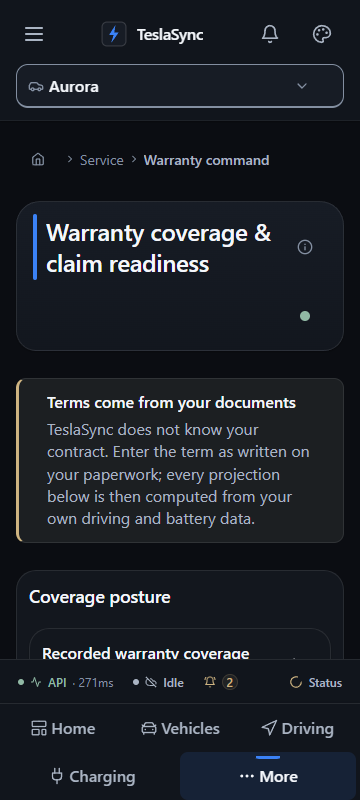 TeslaSync
Aurora
Service > Warranty command
Warranty coverage &
claim readiness
Terms come from your documents
TeslaSync does not know your
contract. Enter the term as written on
your paperwork; every projection
below is then computed from your
own driving and battery data.
Coverage posture
Recorded warranty coverage
API · 271ms Idle 2 Status
Home Vehicles Driving
Charging More